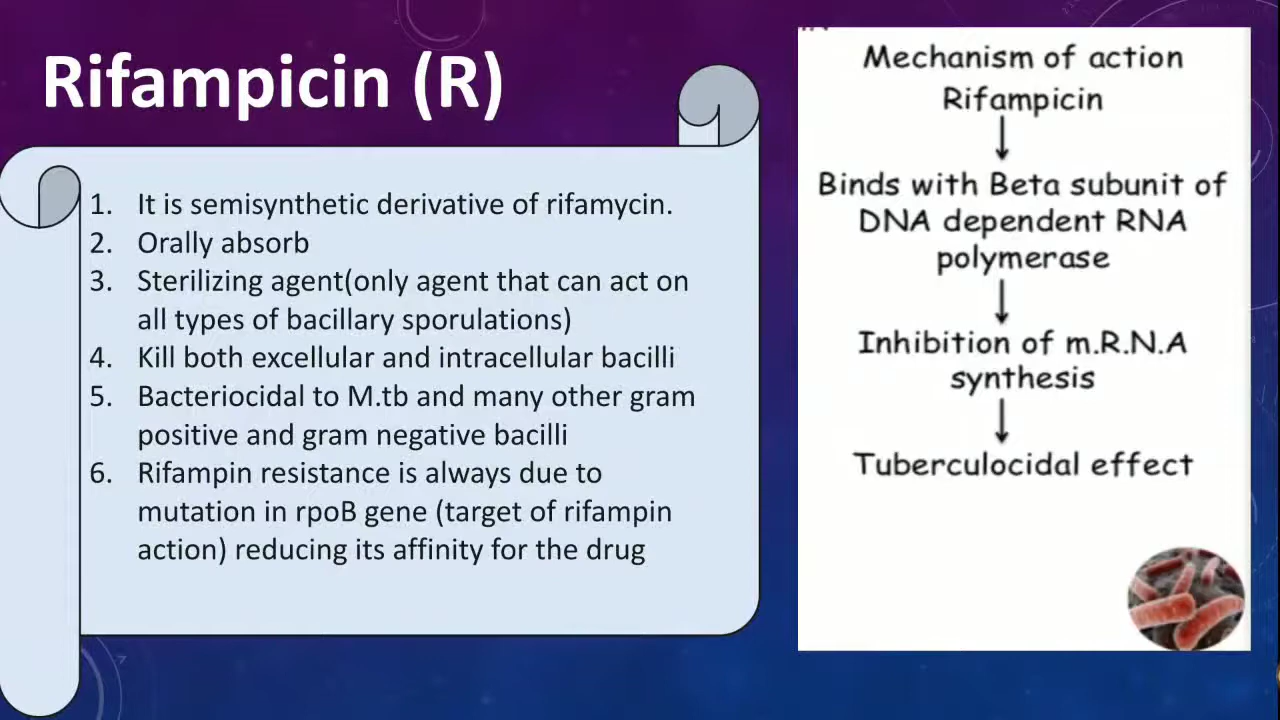 Rifampicin (R)
1. It is semisynthetic derivative of rifamycin.
2. Orally absorb
3. Sterilizing agent(only agent that can act on
all types of bacillary sporulations)
4. Kill both excellular and intracellular bacilli
5. Bacteriocidal to M.tb and many other gram
positive and gram negative bacilli
6. Rifampin resistance is always due to
mutation in rpoB gene (target of rifampin
action) reducing its affinity for the drug
Mechanism of action
Rifampicin
Binds with Beta subunit of
DNA dependent RNA
polymerase
Inhibition of m.R.N.A
synthesis
Tuberculocidal effect